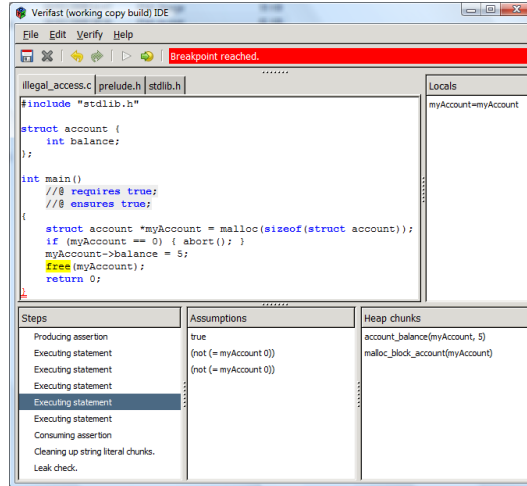 Verifast (working copy build) IDE
File Edit Verify Help
Breakpoint reached.
illegal_access.c prelude.h stdlib.h
#include "stdlib.h"
struct account {
int balance;
};
int main()
//@ requires true;
//@ ensures true;
{
struct account *myAccount = malloc(sizeof(struct account));
if (myAccount == 0) { abort(); }
myAccount->balance = 5;
free(myAccount);
return 0;
}
Locals
myAccount=myAccount
Steps
Producing assertion
Executing statement
Executing statement
Executing statement
Executing statement
Executing statement
Consuming assertion
Cleaning up string literal chunks.
Leak check.
Assumptions
true
(not (= myAccount 0))
(not (= myAccount 0))
Heap chunks
account_balance(myAccount, 5)
malloc_block_account(myAccount)